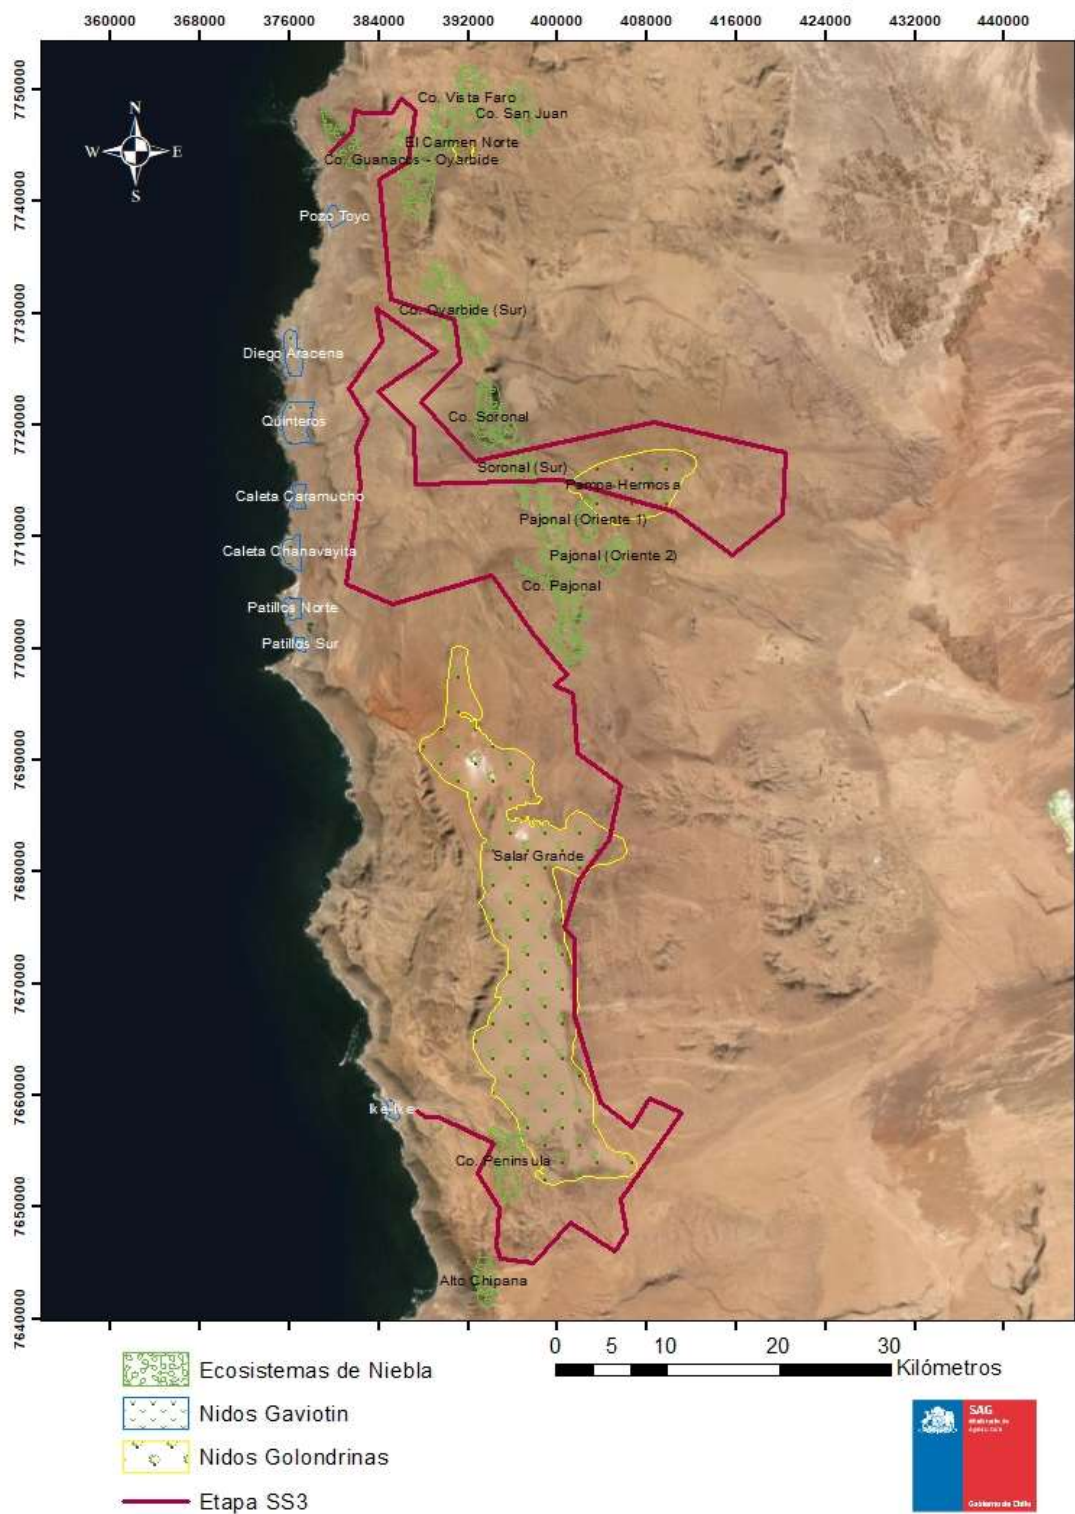 360000 368000 376000 384000 392000 400000 408000 416000 424000 432000 440000
7750000
7740000
7730000
7720000
7710000
7700000
7690000
7680000
7670000
7660000
7650000
7640000
N
W E
S
Co. Vista Faro
Co. San Juan
El Carmen Norte
Co. Guanacos - Oyarbide
Pozo Toyo
Co. Oyarbide (Sur)
Diego Aracena
Co. Soronal
Quinteros
Soronal (Sur)
Pampa Hermosa
Caleta Caramucho
Pajonal (Oriente 1)
Caleta Chanavayita
Pajonal (Oriente 2)
Co. Pajonal
Patillos Norte
Patillos Sur
Salar Grande
Ike-Ike
Co. Peninsula
Alto Chipana
0 5 10 20 30
Kilómetros
Ecosistemas de Niebla
Nidos Gaviotin
Nidos Golondrinas
Etapa SS3
SAG
Ministerio de
Agricultura
Gobierno de Chile